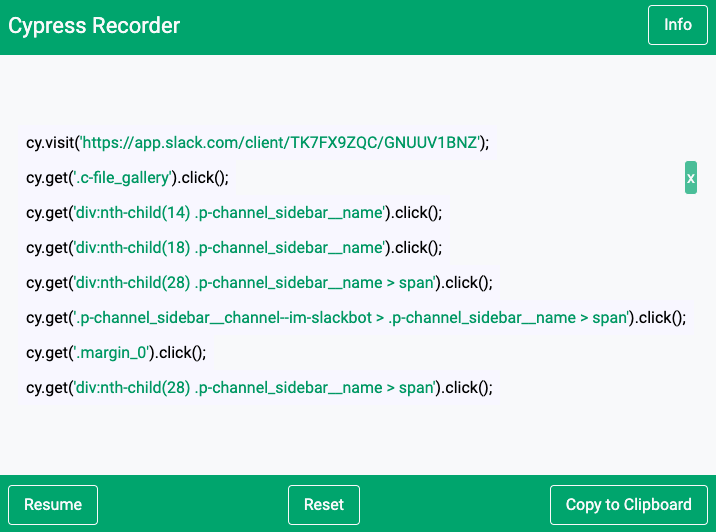 Cypress Recorder
Info
cy.visit('https://app.slack.com/client/TK7FX9ZQC/GNUUV1BNZ');
cy.get('.c-file_gallery').click();
x
cy.get('div:nth-child(14) .p-channel_sidebar__name').click();
cy.get('div:nth-child(18) .p-channel_sidebar__name').click();
cy.get('div:nth-child(28) .p-channel_sidebar__name > span').click();
cy.get('.p-channel_sidebar__channel--im-slackbot > .p-channel_sidebar__name > span').click();
cy.get('.margin_0').click();
cy.get('div:nth-child(28) .p-channel_sidebar__name > span').click();
Resume
Reset
Copy to Clipboard